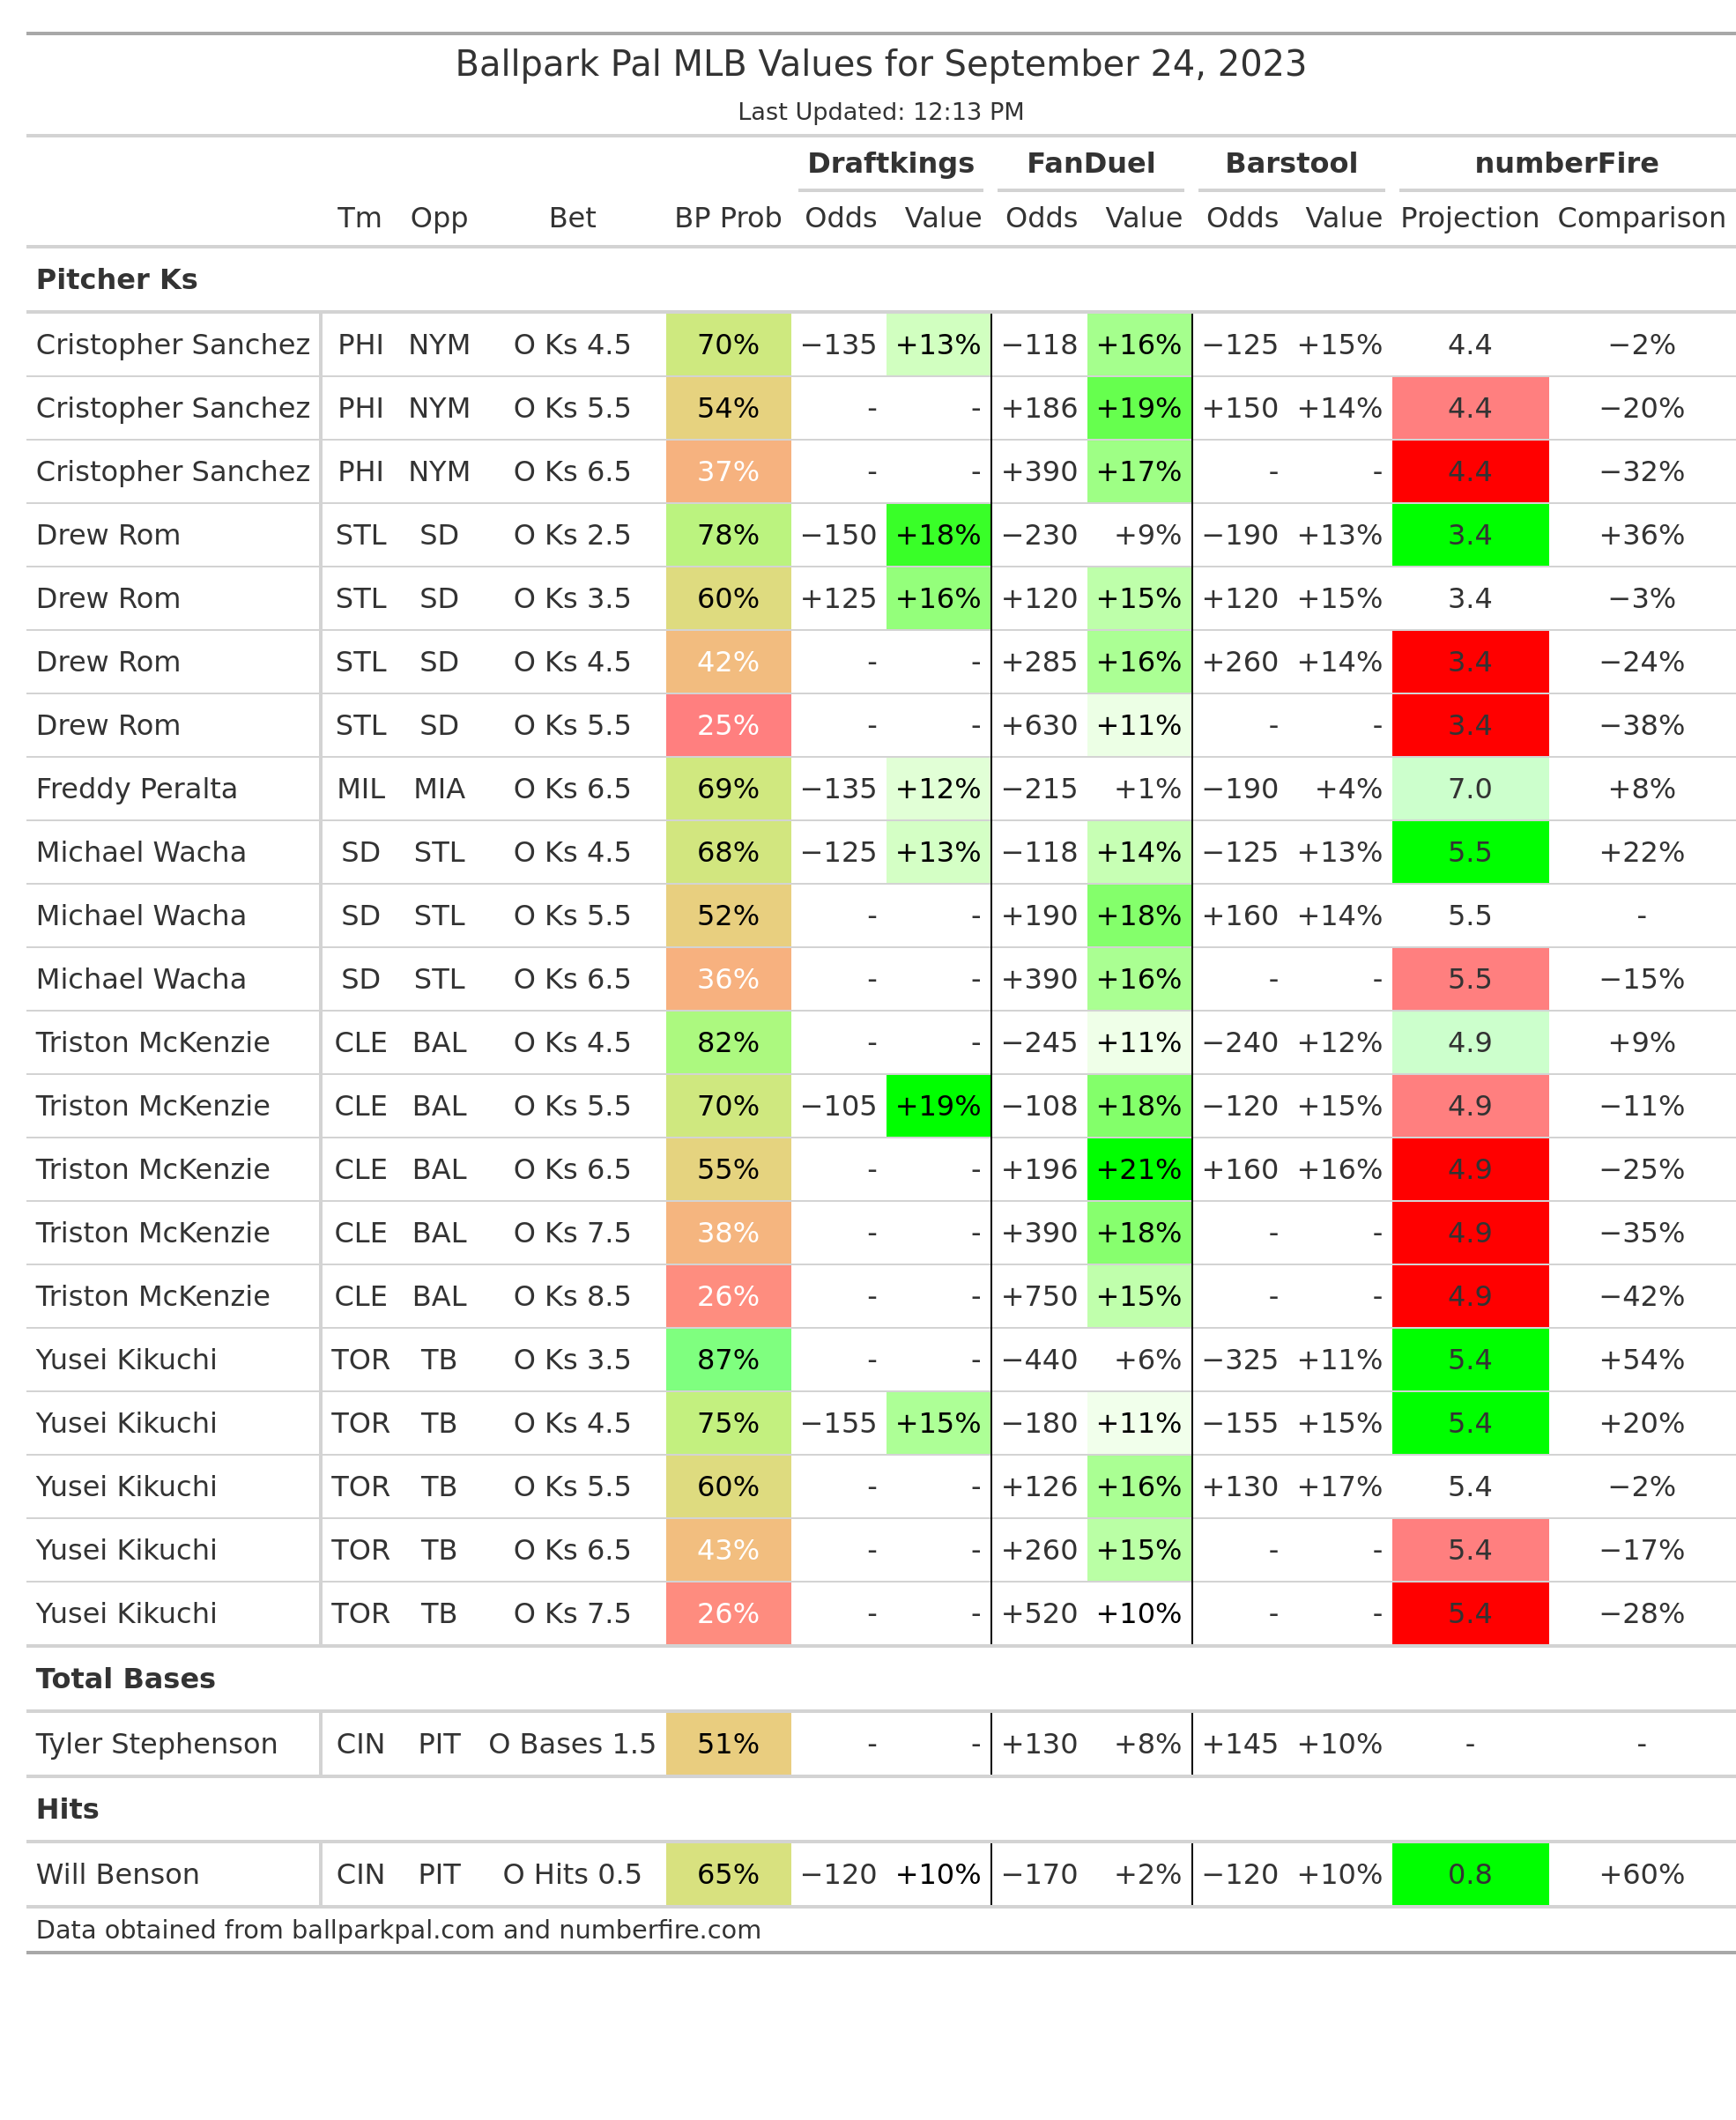 Ballpark Pal MLB Values for September 24, 2023
Last Updated: 12:13 PM
Draftkings FanDuel Barstool numberFire
Tm Opp Bet BP Prob Odds Value Odds Value Odds Value Projection Comparison
Pitcher Ks
Cristopher Sanchez PHI NYM O Ks 4.5 70% −135 +13% −118 +16% −125 +15% 4.4 −2%
Cristopher Sanchez PHI NYM O Ks 5.5 54% - - +186 +19% +150 +14% 4.4 −20%
Cristopher Sanchez PHI NYM O Ks 6.5 37% - - +390 +17% - - 4.4 −32%
Drew Rom STL SD O Ks 2.5 78% −150 +18% −230 +9% −190 +13% 3.4 +36%
Drew Rom STL SD O Ks 3.5 60% +125 +16% +120 +15% +120 +15% 3.4 −3%
Drew Rom STL SD O Ks 4.5 42% - - +285 +16% +260 +14% 3.4 −24%
Drew Rom STL SD O Ks 5.5 25% - - +630 +11% - - 3.4 −38%
Freddy Peralta MIL MIA O Ks 6.5 69% −135 +12% −215 +1% −190 +4% 7.0 +8%
Michael Wacha SD STL O Ks 4.5 68% −125 +13% −118 +14% −125 +13% 5.5 +22%
Michael Wacha SD STL O Ks 5.5 52% - - +190 +18% +160 +14% 5.5 -
Michael Wacha SD STL O Ks 6.5 36% - - +390 +16% - - 5.5 −15%
Triston McKenzie CLE BAL O Ks 4.5 82% - - −245 +11% −240 +12% 4.9 +9%
Triston McKenzie CLE BAL O Ks 5.5 70% −105 +19% −108 +18% −120 +15% 4.9 −11%
Triston McKenzie CLE BAL O Ks 6.5 55% - - +196 +21% +160 +16% 4.9 −25%
Triston McKenzie CLE BAL O Ks 7.5 38% - - +390 +18% - - 4.9 −35%
Triston McKenzie CLE BAL O Ks 8.5 26% - - +750 +15% - - 4.9 −42%
Yusei Kikuchi TOR TB O Ks 3.5 87% - - −440 +6% −325 +11% 5.4 +54%
Yusei Kikuchi TOR TB O Ks 4.5 75% −155 +15% −180 +11% −155 +15% 5.4 +20%
Yusei Kikuchi TOR TB O Ks 5.5 60% - - +126 +16% +130 +17% 5.4 −2%
Yusei Kikuchi TOR TB O Ks 6.5 43% - - +260 +15% - - 5.4 −17%
Yusei Kikuchi TOR TB O Ks 7.5 26% - - +520 +10% - - 5.4 −28%
Total Bases
Tyler Stephenson CIN PIT O Bases 1.5 51% - - +130 +8% +145 +10% - -
Hits
Will Benson CIN PIT O Hits 0.5 65% −120 +10% −170 +2% −120 +10% 0.8 +60%
Data obtained from ballparkpal.com and numberfire.com